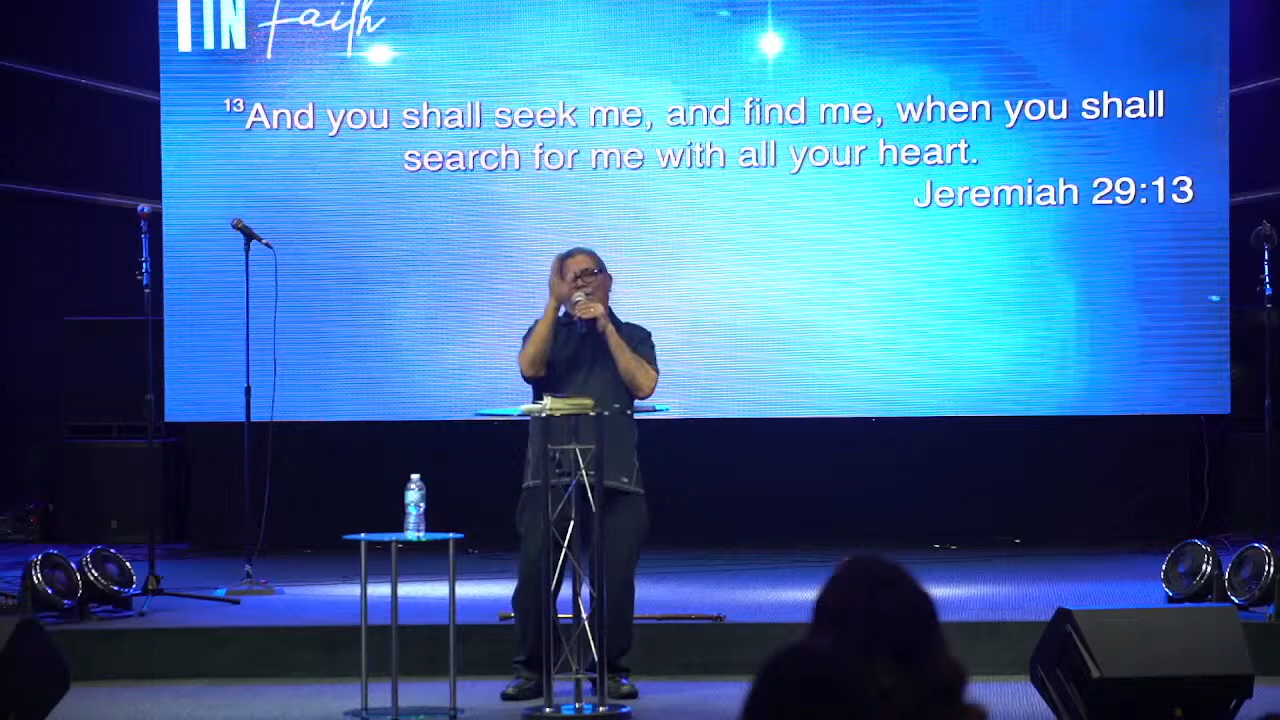 IN Faith
¹³And you shall seek me, and find me, when you shall
search for me with all your heart.
Jeremiah 29:13